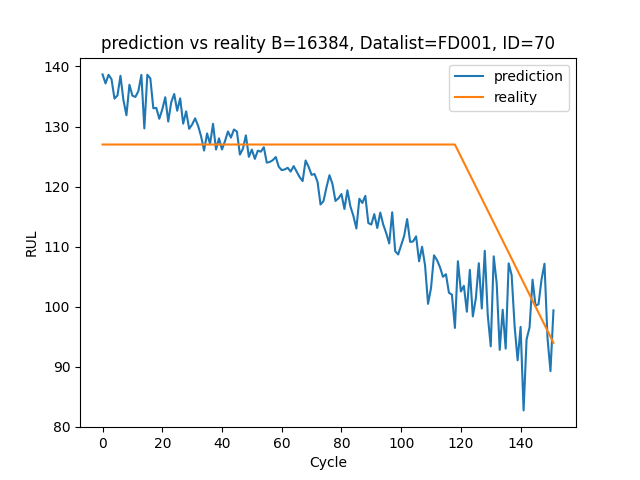 prediction vs reality B=16384, Datalist=FD001, ID=70
prediction
reality
140
130
120
110
100
90
80
RUL
0 20 40 60 80 100 120 140
Cycle